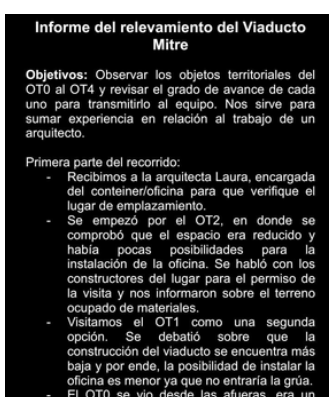 Informe del relevamiento del Viaducto
Mitre
Objetivos: Observar los objetos territoriales del
OT0 al OT4 y revisar el grado de avance de cada
uno para transmitirlo al equipo. Nos sirve para
sumar experiencia en relación al trabajo de un
arquitecto.
Primera parte del recorrido:
- Recibimos a la arquitecta Laura, encargada
del conteiner/oficina para que verifique el
lugar de emplazamiento.
- Se empezó por el OT2, en donde se
comprobó que el espacio era reducido y
había pocas posibilidades para la
instalación de la oficina. Se habló con los
constructores del lugar para el permiso de
la visita y nos informaron sobre el terreno
ocupado de materiales.
- Visitamos el OT1 como una segunda
opción. Se debatió sobre que la
construcción del viaducto se encuentra más
baja y por ende, la posibilidad de instalar la
oficina es menor ya que no entraría la grúa.
- El OT0 se vio desde las afueras, era un